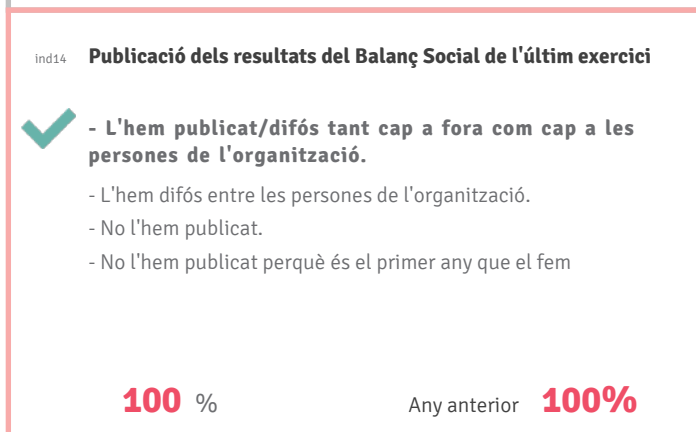 ind14 Publicació dels resultats del Balanç Social de l'últim exercici
- L'hem publicat/difós tant cap a fora com cap a les
persones de l'organització.
- L'hem difós entre les persones de l'organització.
- No l'hem publicat.
- No l'hem publicat perquè és el primer any que el fem
100 % Any anterior 100%